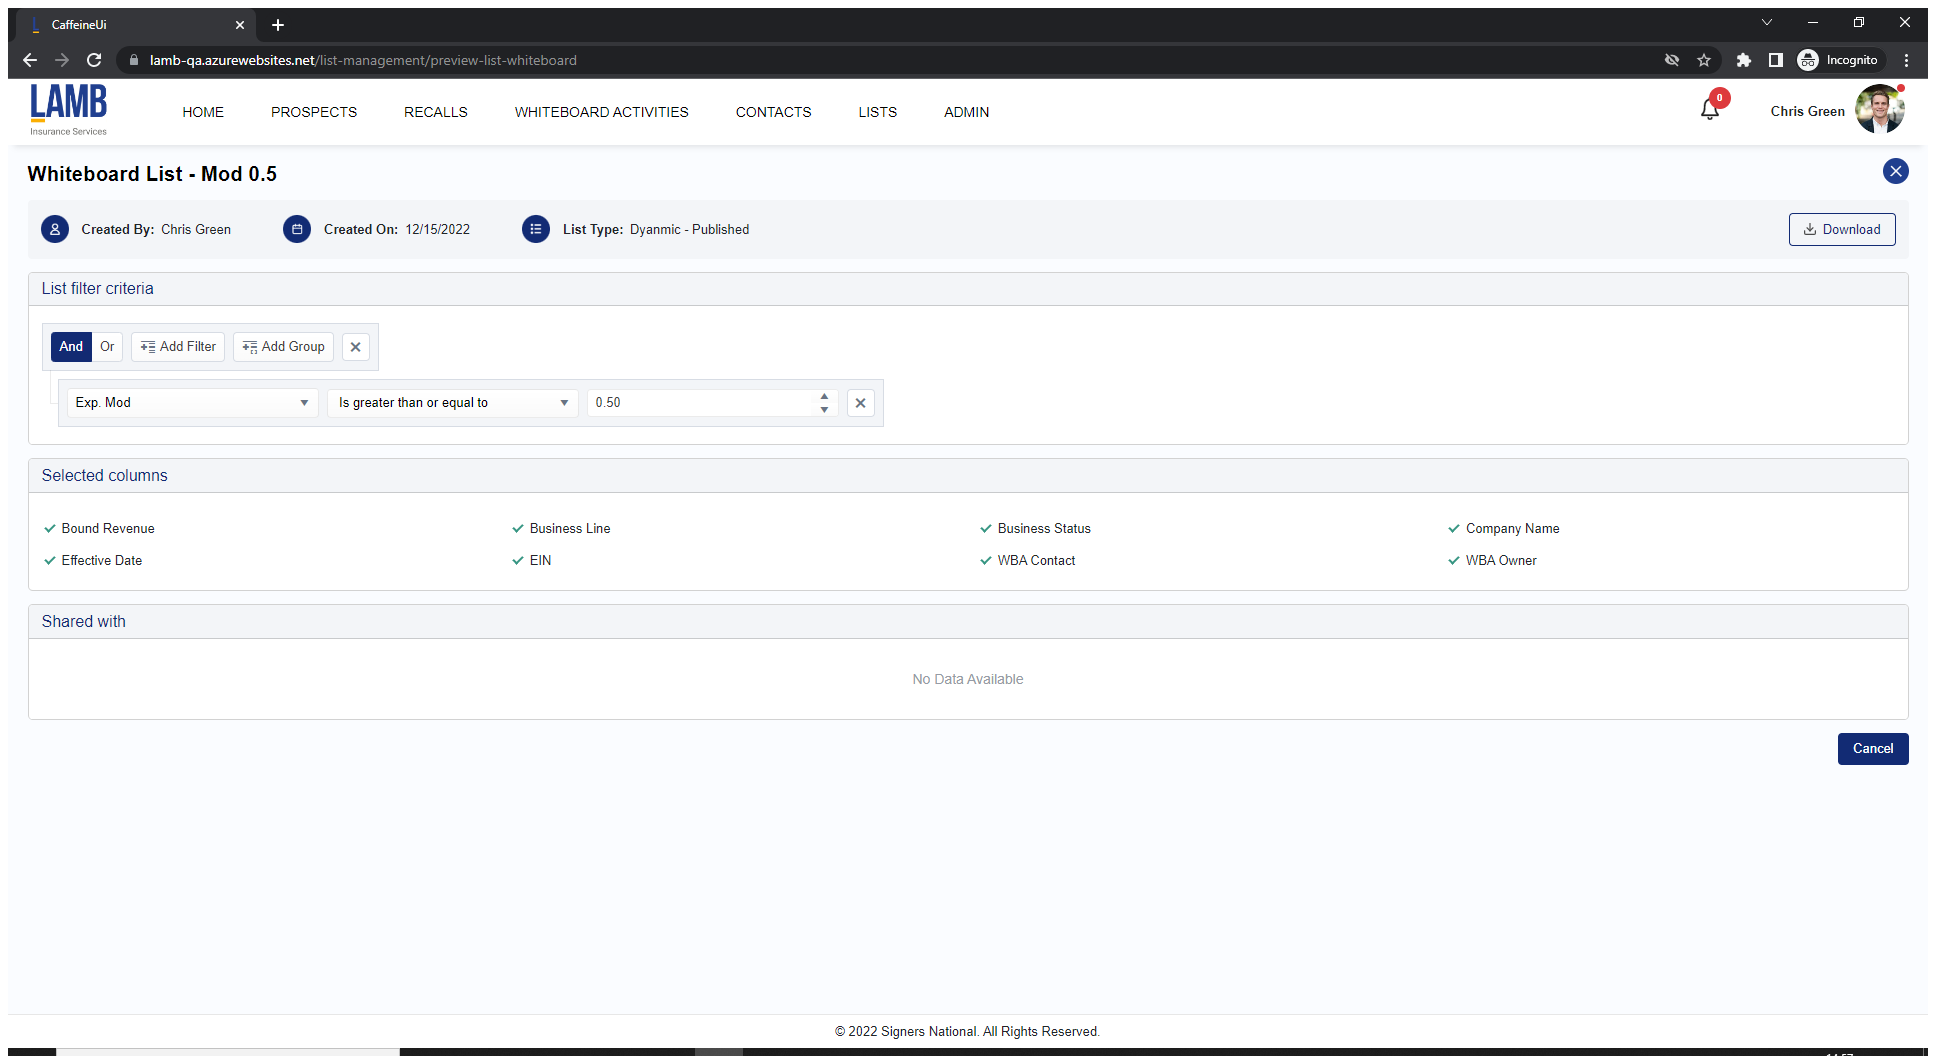 CaffeineUi
lamb-qa.azurewebsites.net/list-management/preview-list-whiteboard
Incognito
LAMB
Insurance Services
HOME PROSPECTS RECALLS WHITEBOARD ACTIVITIES CONTACTS LISTS ADMIN
0
Chris Green
Whiteboard List - Mod 0.5
Created By: Chris Green Created On: 12/15/2022 List Type: Dyanmic - Published Download
List filter criteria
And Or Add Filter Add Group
Exp. Mod Is greater than or equal to 0.50
Selected columns
Bound Revenue Business Line Business Status Company Name
Effective Date EIN WBA Contact WBA Owner
Shared with
No Data Available
Cancel
© 2022 Signers National. All Rights Reserved.